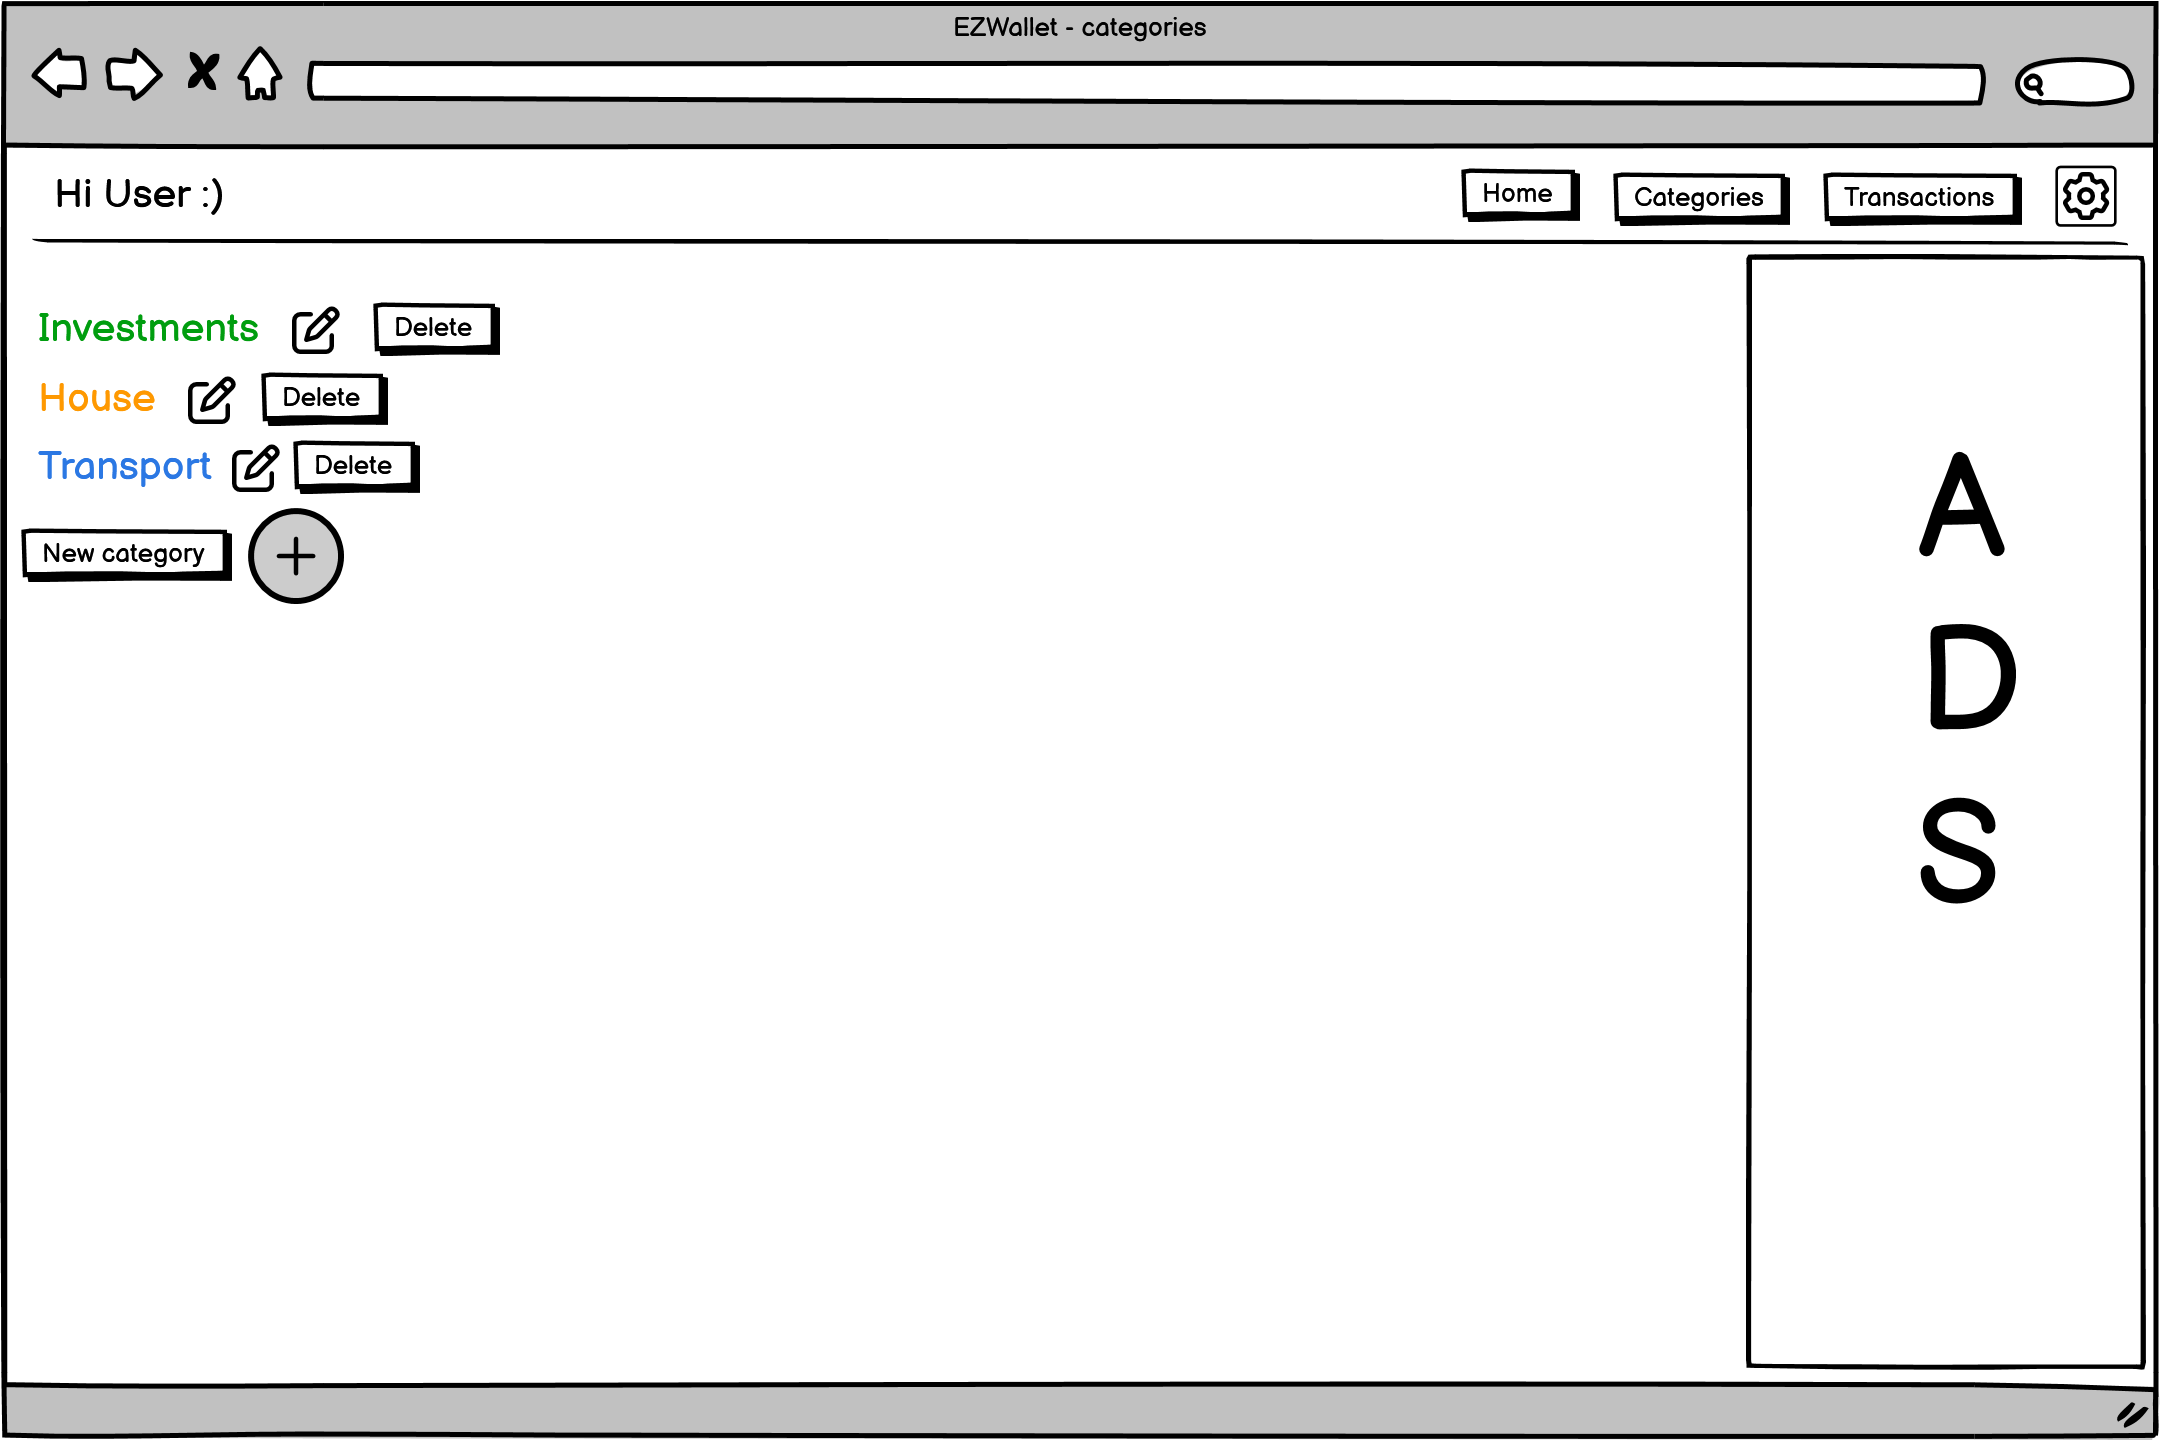 EZWallet - categories
Hi User :)
Home
Categories
Transactions
Investments
Delete
House
Delete
Transport
Delete
New category
A
D
S